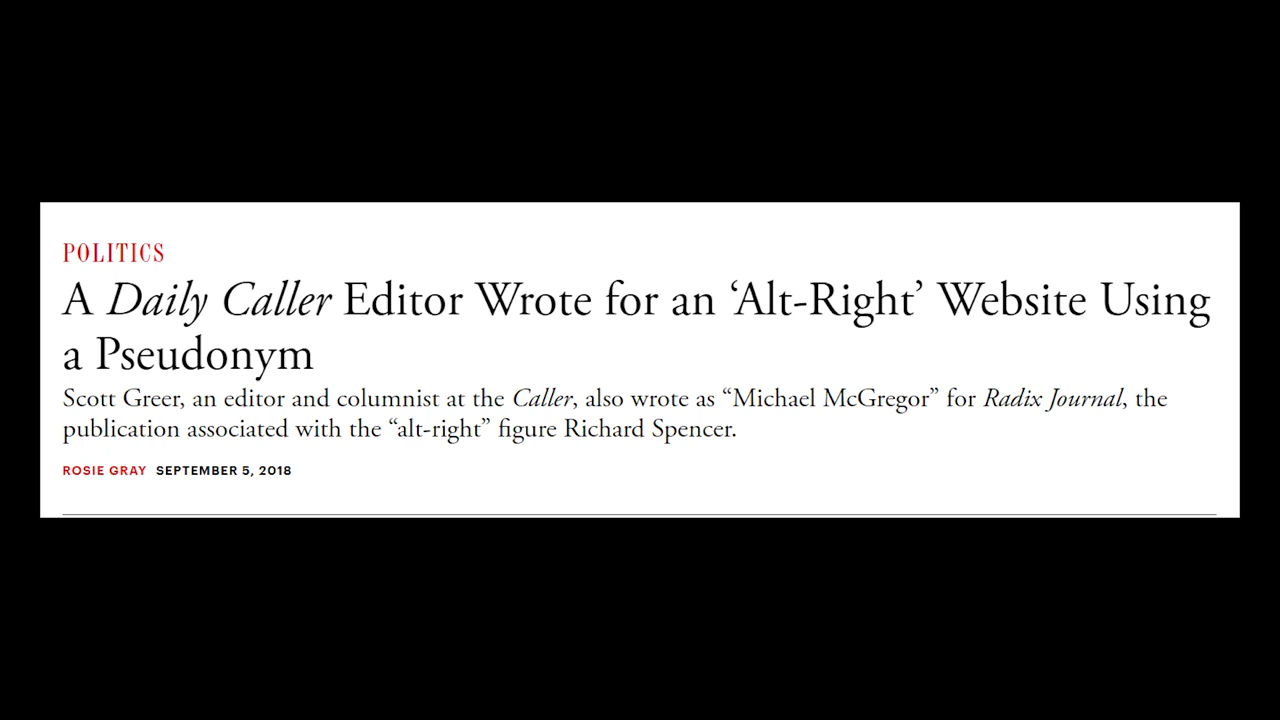 POLITICS
A Daily Caller Editor Wrote for an ‘Alt-Right’ Website Using
a Pseudonym
Scott Greer, an editor and columnist at the Caller, also wrote as “Michael McGregor” for Radix Journal, the
publication associated with the “alt-right” figure Richard Spencer.
ROSIE GRAY SEPTEMBER 5, 2018